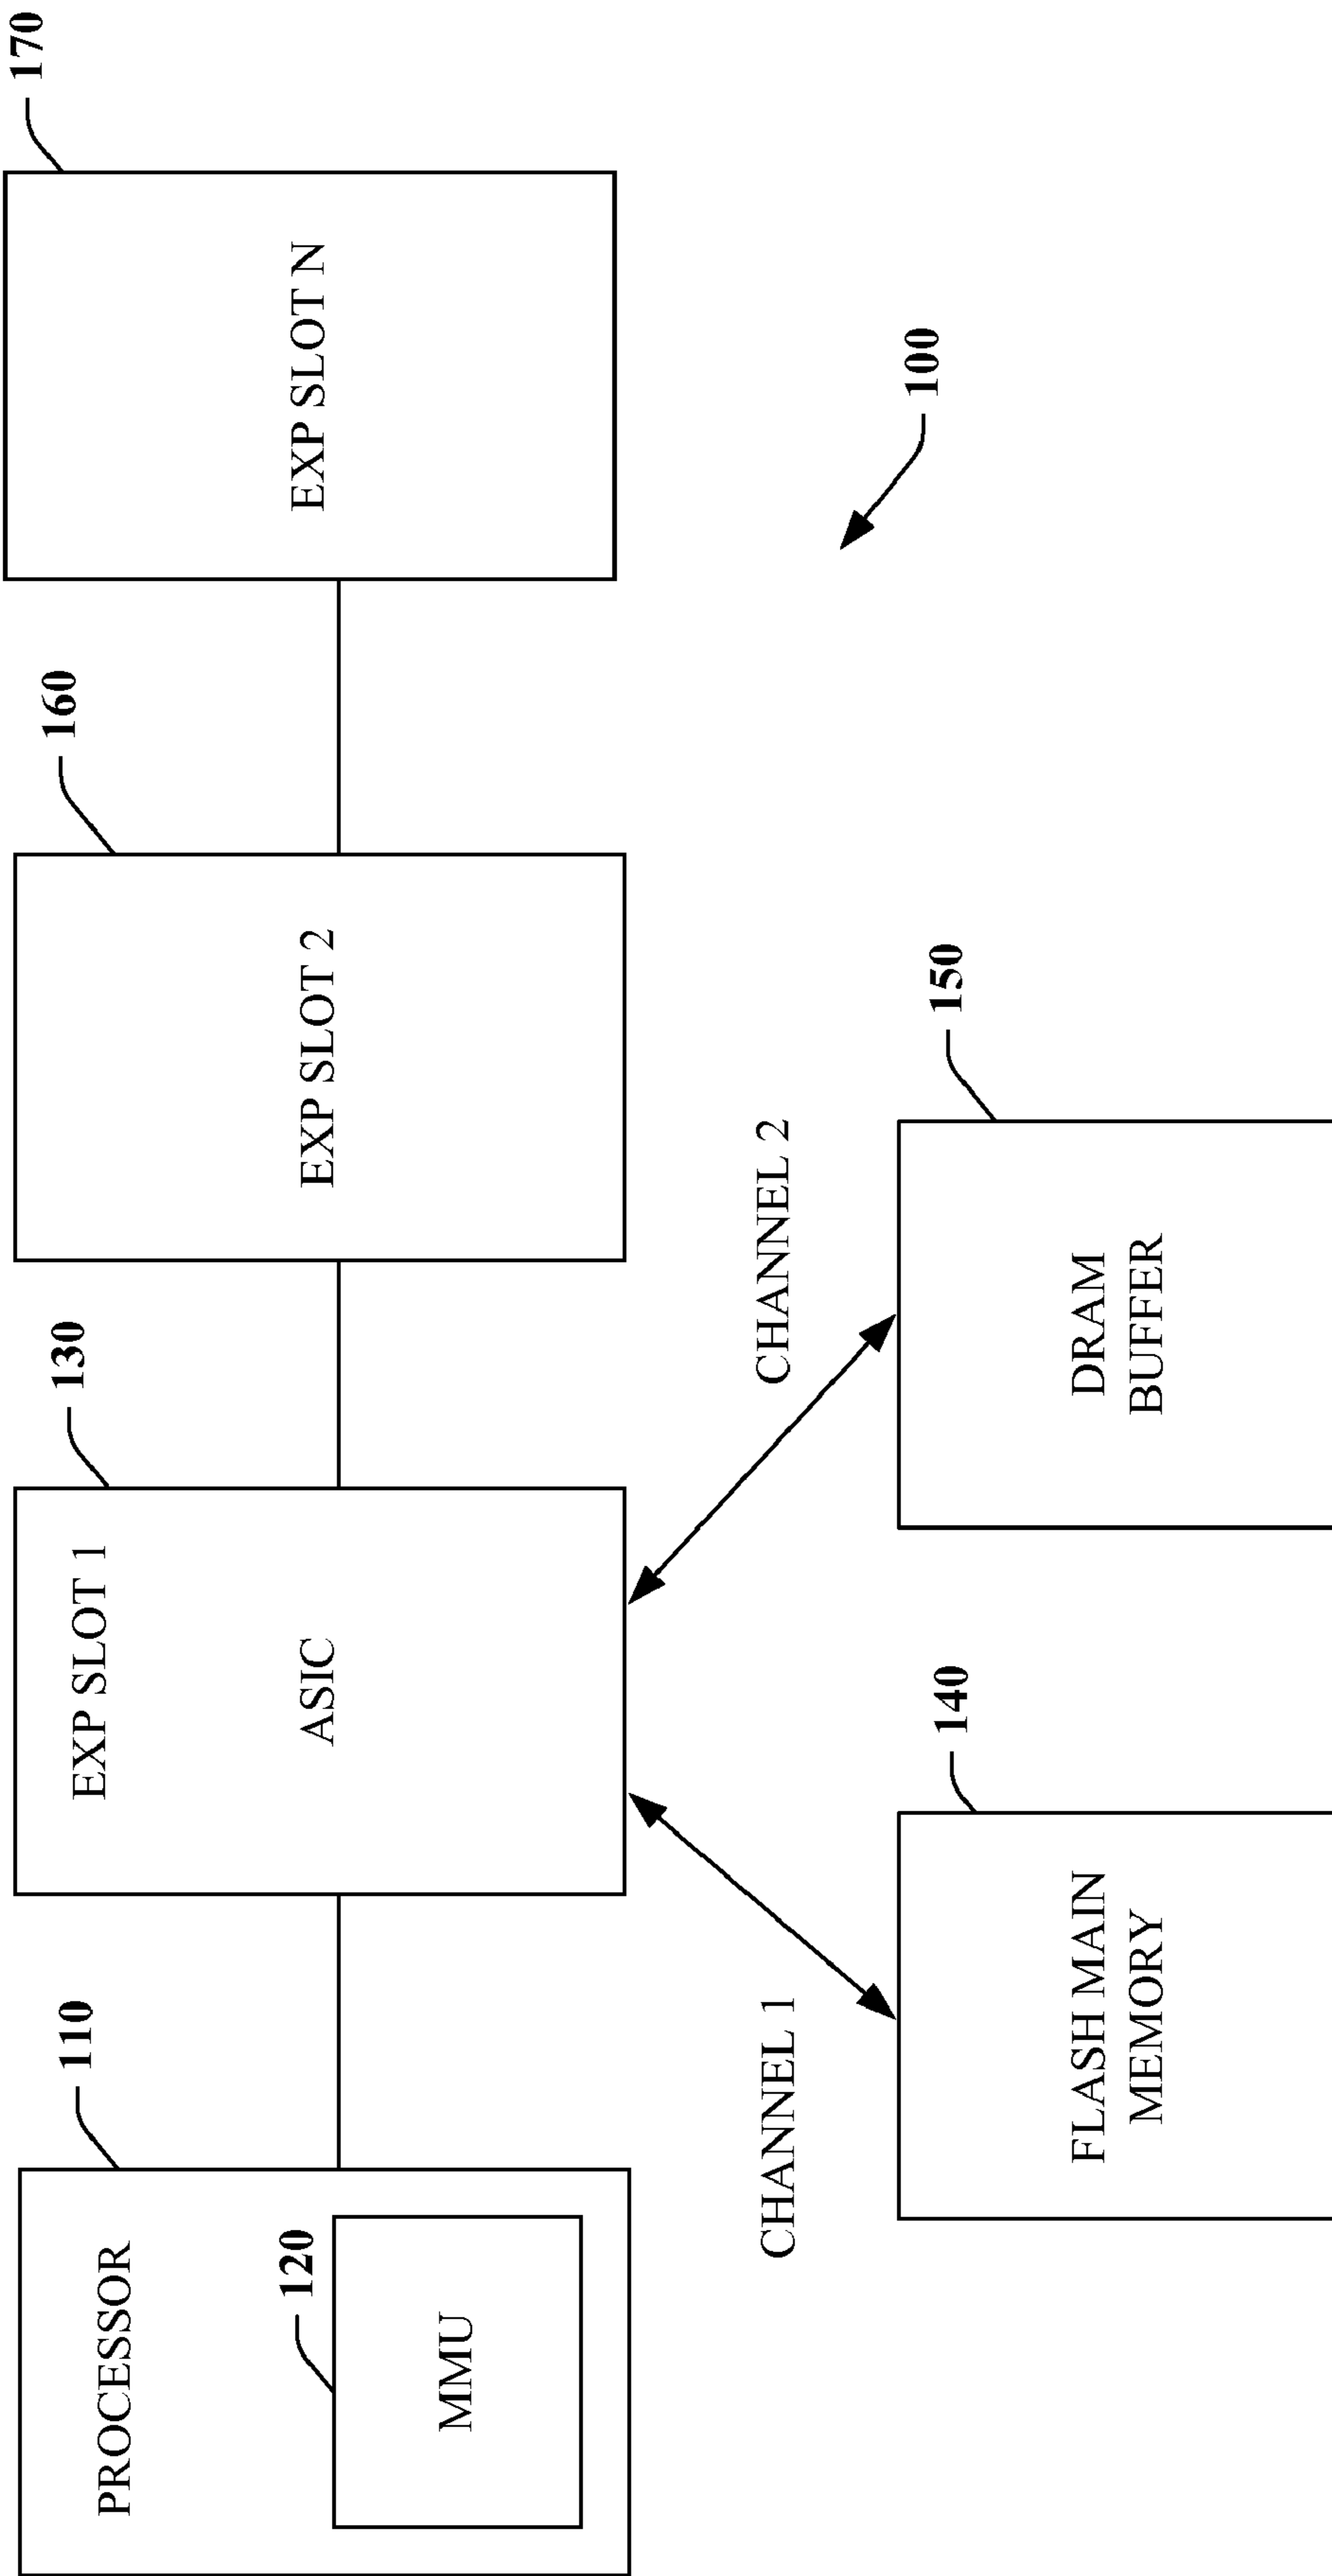 110
PROCESSOR
120
MMU
130
EXP SLOT 1
ASIC
160
EXP SLOT 2
170
EXP SLOT N
CHANNEL 1
CHANNEL 2
140
FLASH MAIN
MEMORY
150
DRAM
BUFFER
100